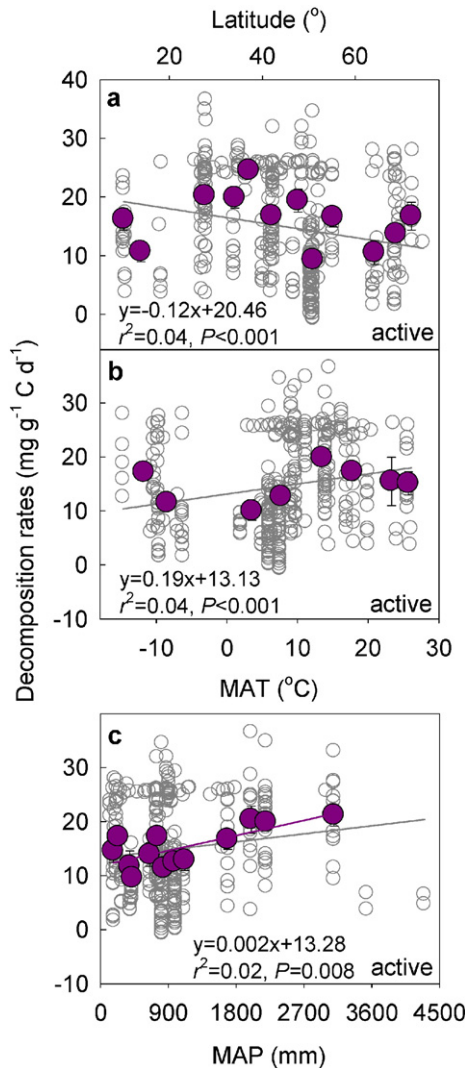 Latitude (°)
20 40 60
a
40
30
20
10
0
y=-0.12x+20.46
r²=0.04, P<0.001
active
b
30
20
10
0
-10
y=0.19x+13.13
r²=0.04, P<0.001
active
-10 0 10 20 30
MAT (°C)
Decomposition rates (mg g⁻¹ C d⁻¹)
c
40
30
20
10
0
-10
y=0.002x+13.28
r²=0.02, P=0.008
active
0 900 1800 2700 3600 4500
MAP (mm)